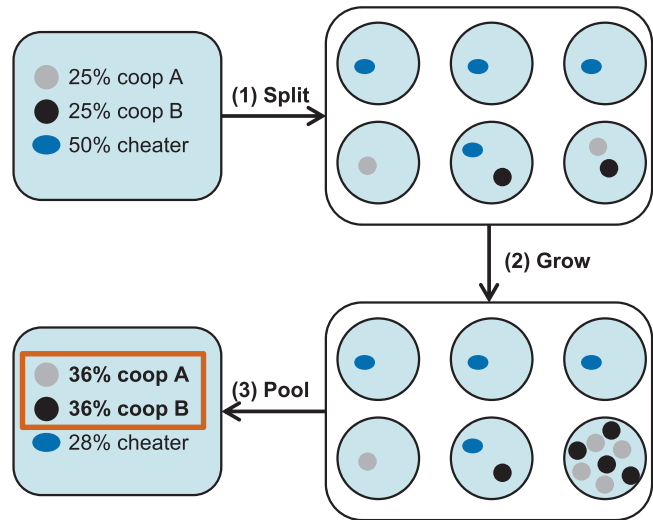 25% coop A
25% coop B
50% cheater
(1) Split
(2) Grow
36% coop A
36% coop B
28% cheater
(3) Pool